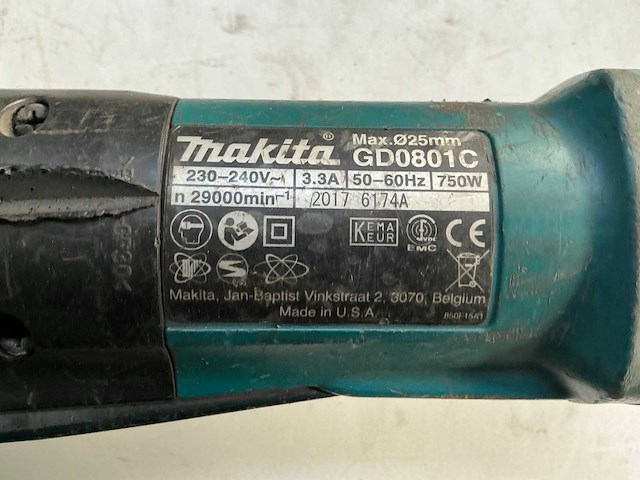 makita® Max.Ø25mm
GD0801C
230-240V~ 3.3A 50-60Hz 750W
n 29000min⁻¹ 2017 6174A
KEMA
KEUR
VDE
EMC
CE
Makita, Jan-Baptist Vinkstraat 2, 3070, Belgium
Made in U.S.A